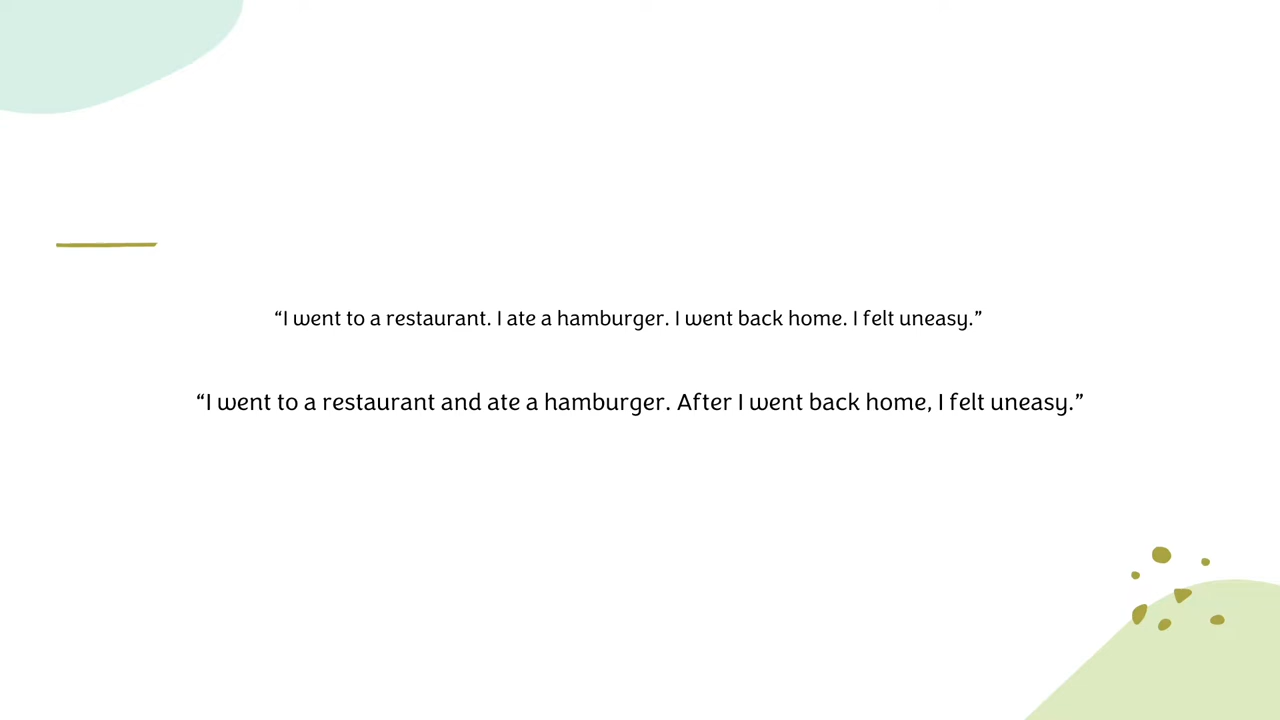 “I went to a restaurant. I ate a hamburger. I went back home. I felt uneasy.”
“I went to a restaurant and ate a hamburger. After I went back home, I felt uneasy.”